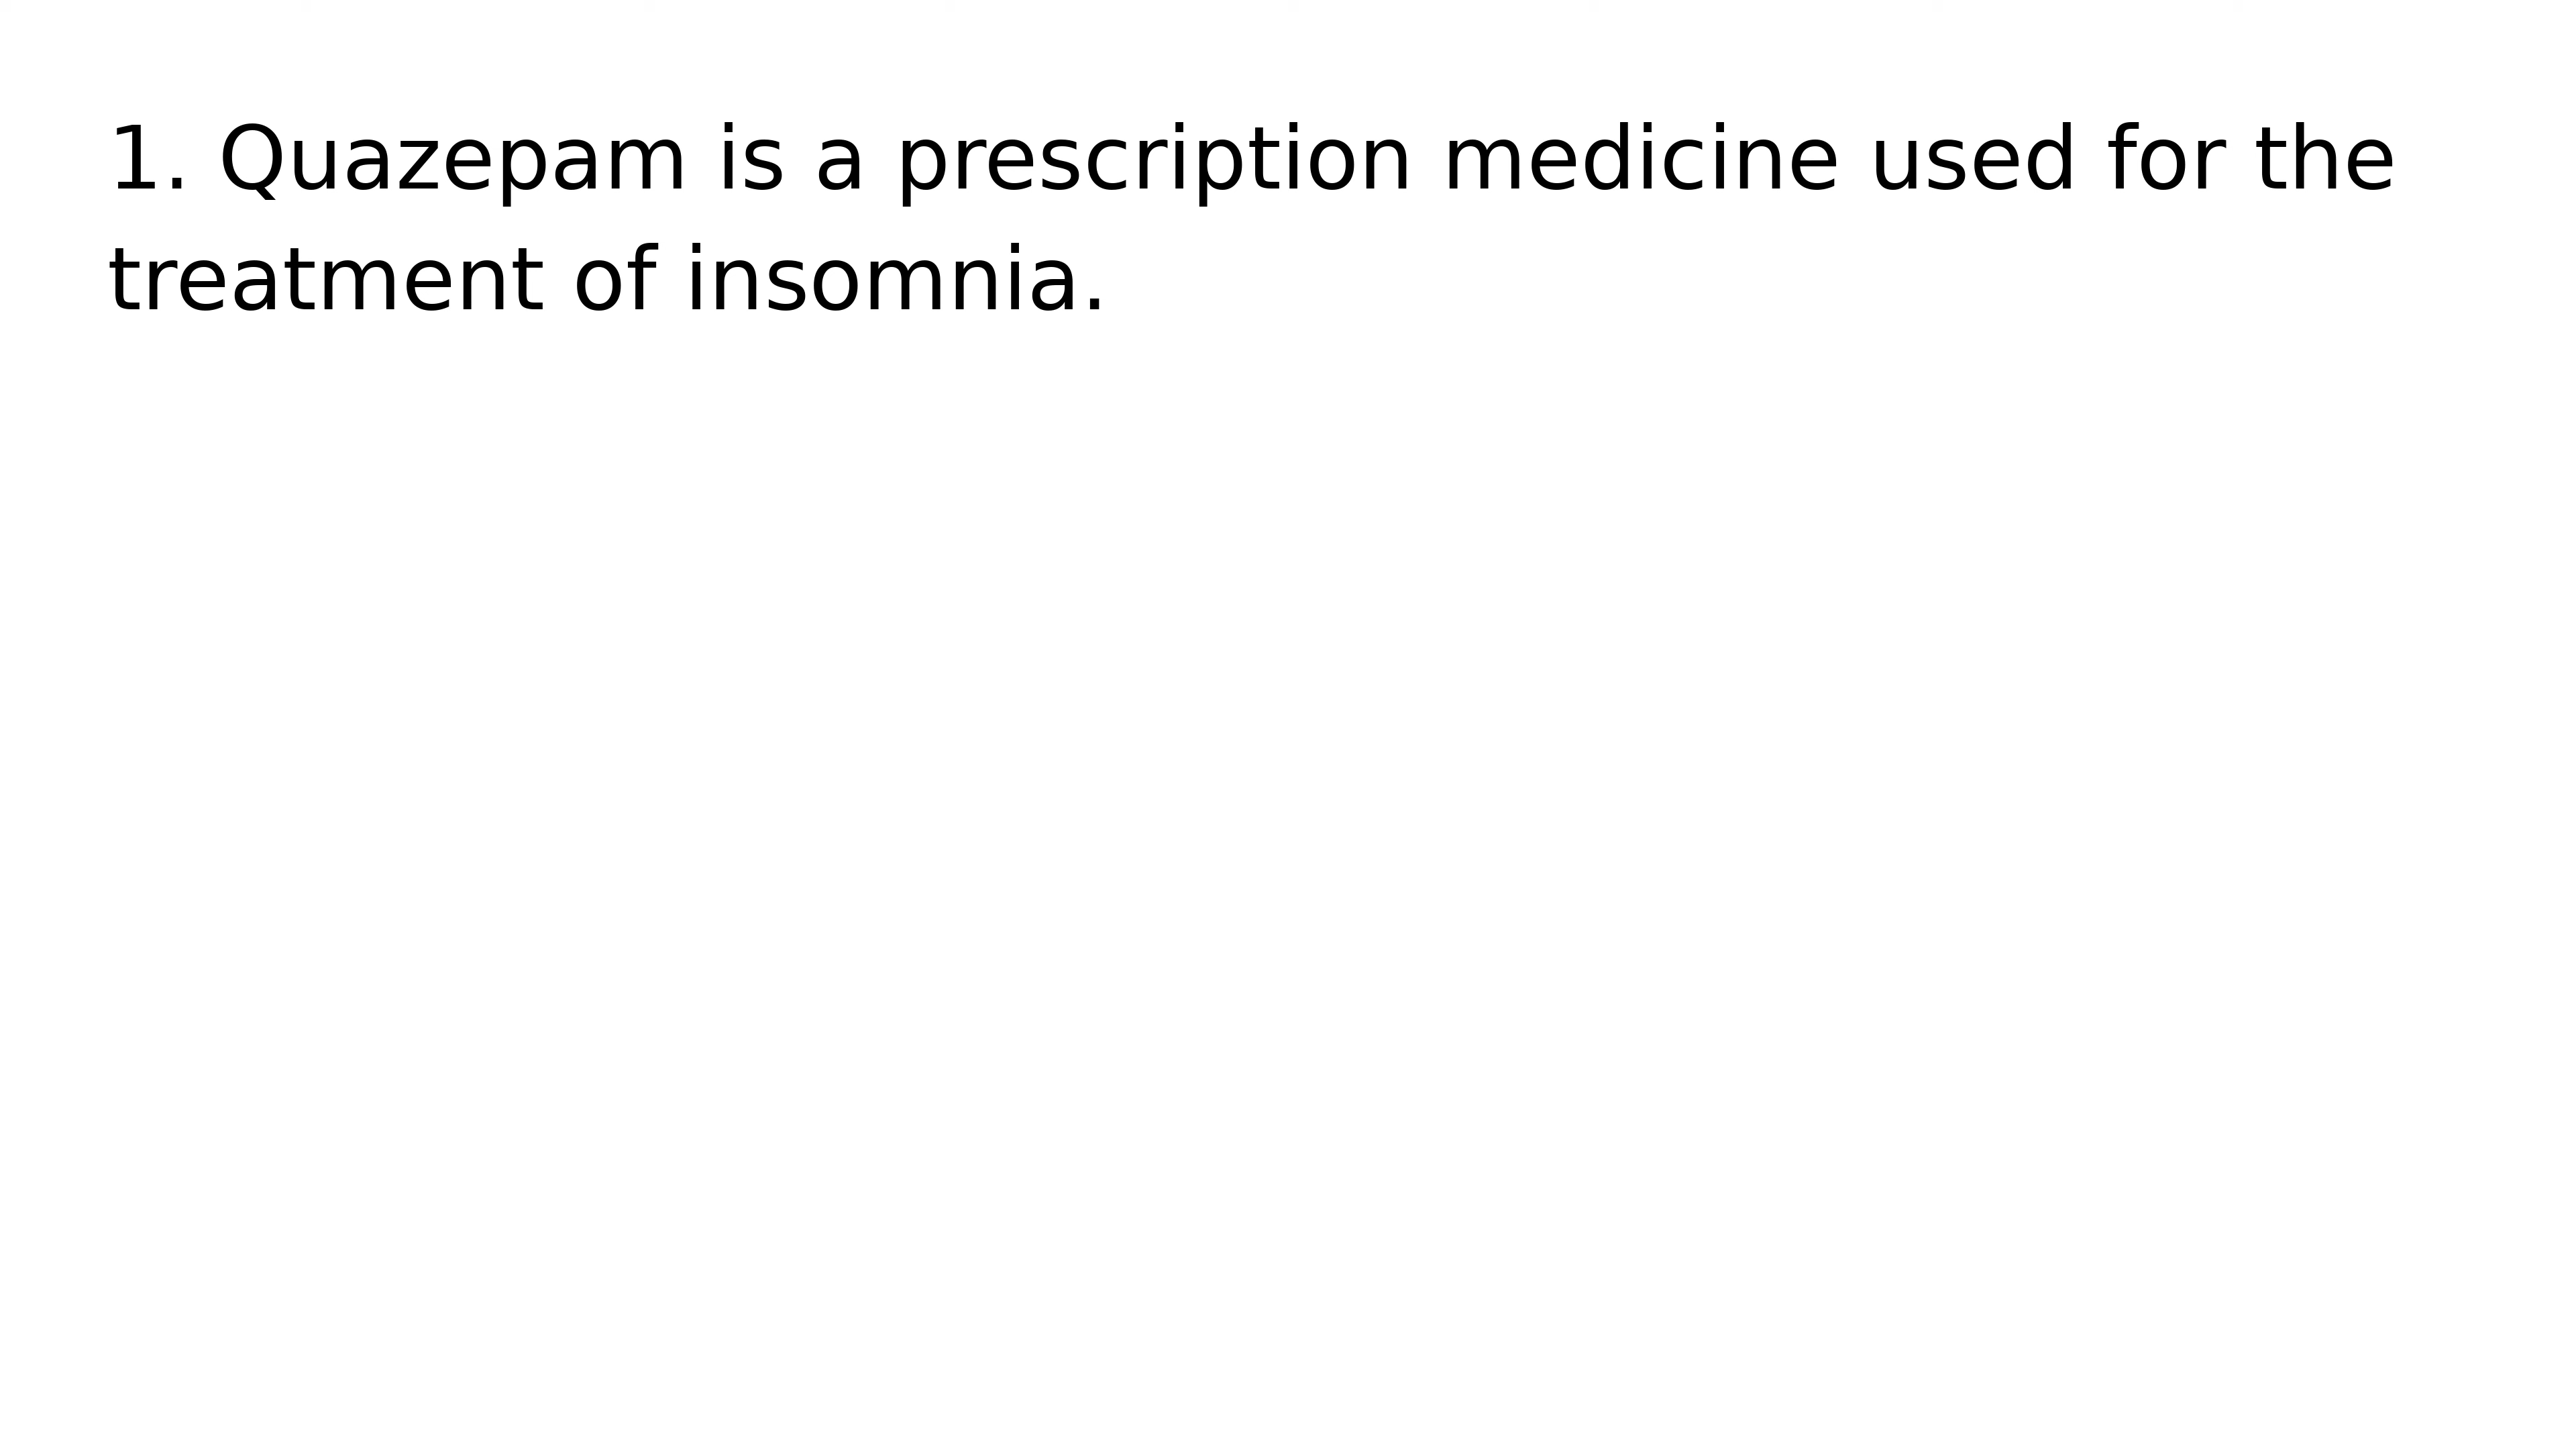 1. Quazepam is a prescription medicine used for the
treatment of insomnia.